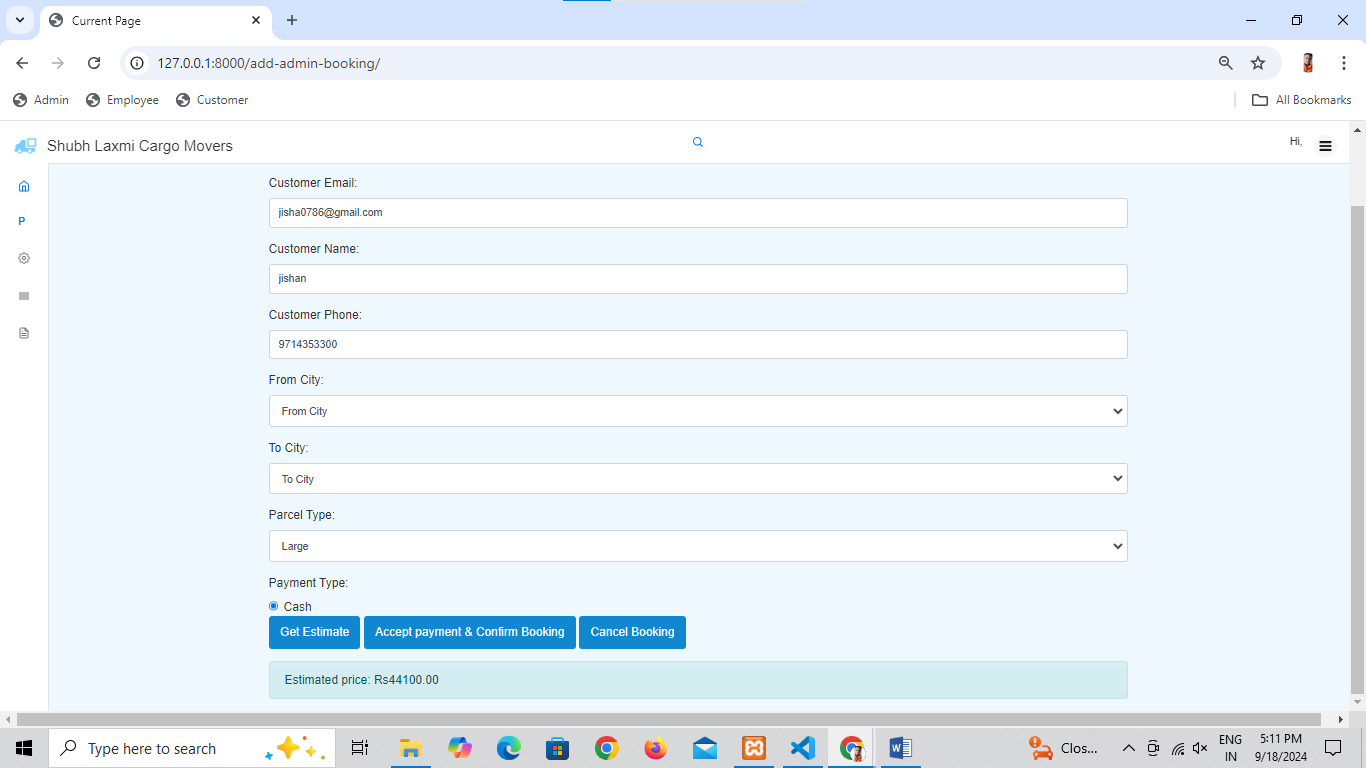 Current Page
127.0.0.1:8000/add-admin-booking/
Admin
Employee
Customer
All Bookmarks
Shubh Laxmi Cargo Movers
Hi,
P
Customer Email:
jisha0786@gmail.com
Customer Name:
jishan
Customer Phone:
9714353300
From City:
From City
To City:
To City
Parcel Type:
Large
Payment Type:
Cash
Get Estimate
Accept payment & Confirm Booking
Cancel Booking
Estimated price: Rs44100.00
Type here to search
Clos...
ENG
IN
5:11 PM
9/18/2024